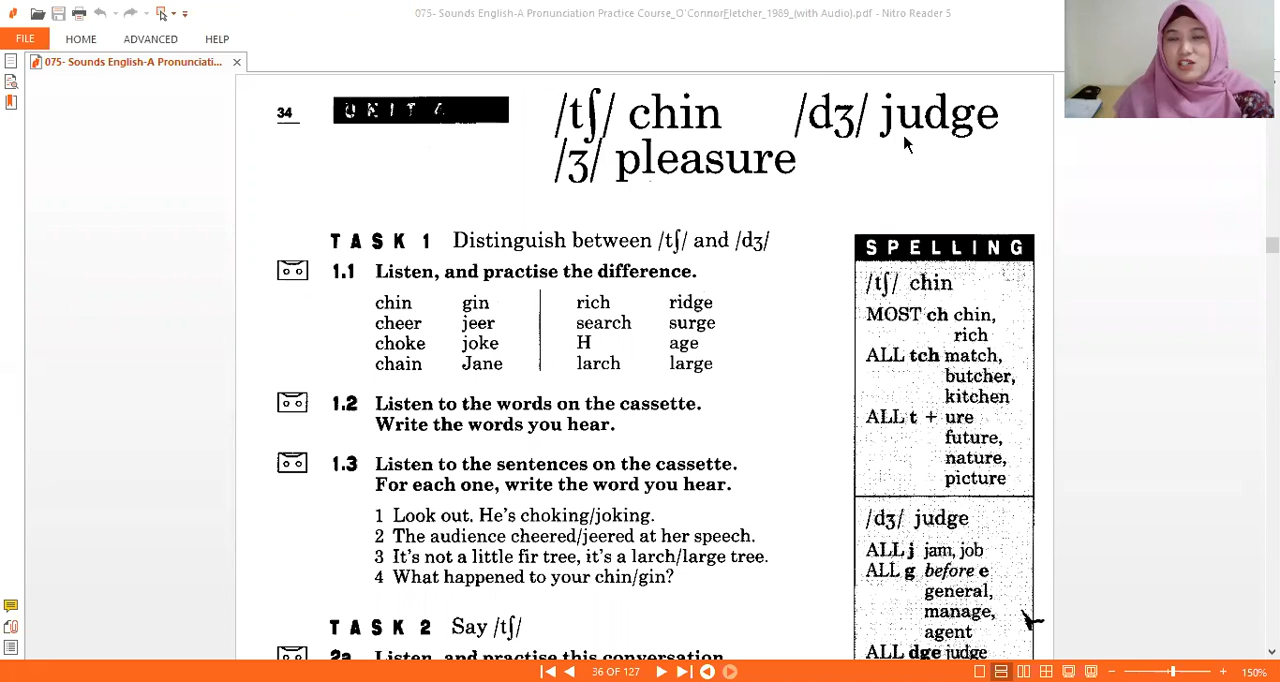 075- Sounds English-A Pronunciation Practice Course_O'ConnorFletcher_1989_(with Audio).pdf - Nitro Reader 5
FILE HOME ADVANCED HELP
075- Sounds English-A Pronunciati...
34 UNIT 4 /tʃ/ chin /dʒ/ judge
/ʒ/ pleasure
TASK 1 Distinguish between /tʃ/ and /dʒ/
1.1 Listen, and practise the difference.
chin gin rich ridge
cheer jeer search surge
choke joke H age
chain Jane larch large
1.2 Listen to the words on the cassette.
Write the words you hear.
1.3 Listen to the sentences on the cassette.
For each one, write the word you hear.
1 Look out. He's choking/joking.
2 The audience cheered/jeered at her speech.
3 It's not a little fir tree, it's a larch/large tree.
4 What happened to your chin/gin?
TASK 2 Say /tʃ/
2a Listen, and practise this conversation
SPELLING
/tʃ/ chin
MOST ch chin,
rich
ALL tch match,
butcher,
kitchen
ALL t + ure
future,
nature,
picture
/dʒ/ judge
ALL j jam, job
ALL g before e
general,
manage,
agent
ALL dge judge
36 OF 127
150%